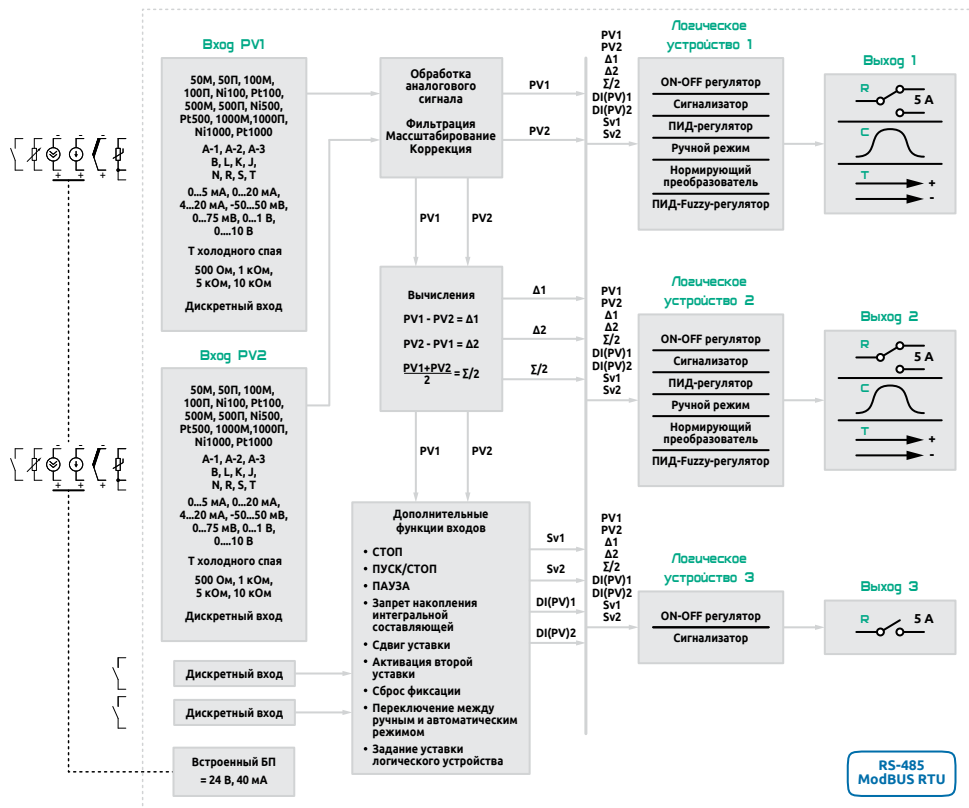 Вход PV1
50М, 50П, 100М,
100П, Ni100, Pt100,
500М, 500П, Ni500,
Pt500, 1000М,1000П,
Ni1000, Pt1000
А-1, А-2, А-3
B, L, K, J,
N, R, S, T
0...5 мА, 0...20 мА,
4...20 мА, -50...50 мВ,
0...75 мВ, 0...1 В,
0....10 В
Т холодного спая
500 Ом, 1 кОм,
5 кОм, 10 кОм
Дискретный вход
Вход PV2
50М, 50П, 100М,
100П, Ni100, Pt100,
500М, 500П, Ni500,
Pt500, 1000М,1000П,
Ni1000, Pt1000
А-1, А-2, А-3
B, L, K, J,
N, R, S, T
0...5 мА, 0...20 мА,
4...20 мА, -50...50 мВ,
0...75 мВ, 0...1 В,
0....10 В
Т холодного спая
500 Ом, 1 кОм,
5 кОм, 10 кОм
Дискретный вход
Дискретный вход
Дискретный вход
Встроенный БП
= 24 В, 40 мА
Обработка
аналогового
сигнала
Фильтрация
Массштабирование
Коррекция
PV1
PV2
PV1
PV2
Вычисления
PV1 - PV2 = Δ1
PV2 - PV1 = Δ2
PV1+PV2
2
= Σ/2
Δ1
Δ2
Σ/2
PV1
PV2
Дополнительные
функции входов
• СТОП
• ПУСК/СТОП
• ПАУЗА
• Запрет накопления
интегральной
составляющей
• Сдвиг уставки
• Активация второй
уставки
• Сброс фиксации
• Переключение между
ручным и автоматическим
режимом
• Задание уставки
логического устройства
Sv1
Sv2
DI(PV)1
DI(PV)2
PV1
PV2
Δ1
Δ2
Σ/2
DI(PV)1
DI(PV)2
Sv1
Sv2
Логическое
устройство 1
ON-OFF регулятор
Сигнализатор
ПИД-регулятор
Ручной режим
Нормирующий
преобразователь
ПИД-Fuzzy-регулятор
Выход 1
R
5 А
C
T
+
-
PV1
PV2
Δ1
Δ2
Σ/2
DI(PV)1
DI(PV)2
Sv1
Sv2
Логическое
устройство 2
ON-OFF регулятор
Сигнализатор
ПИД-регулятор
Ручной режим
Нормирующий
преобразователь
ПИД-Fuzzy-регулятор
Выход 2
R
5 А
C
T
+
-
PV1
PV2
Δ1
Δ2
Σ/2
DI(PV)1
DI(PV)2
Sv1
Sv2
Логическое
устройство 3
ON-OFF регулятор
Сигнализатор
Выход 3
R
5 А
RS-485
ModBUS RTU